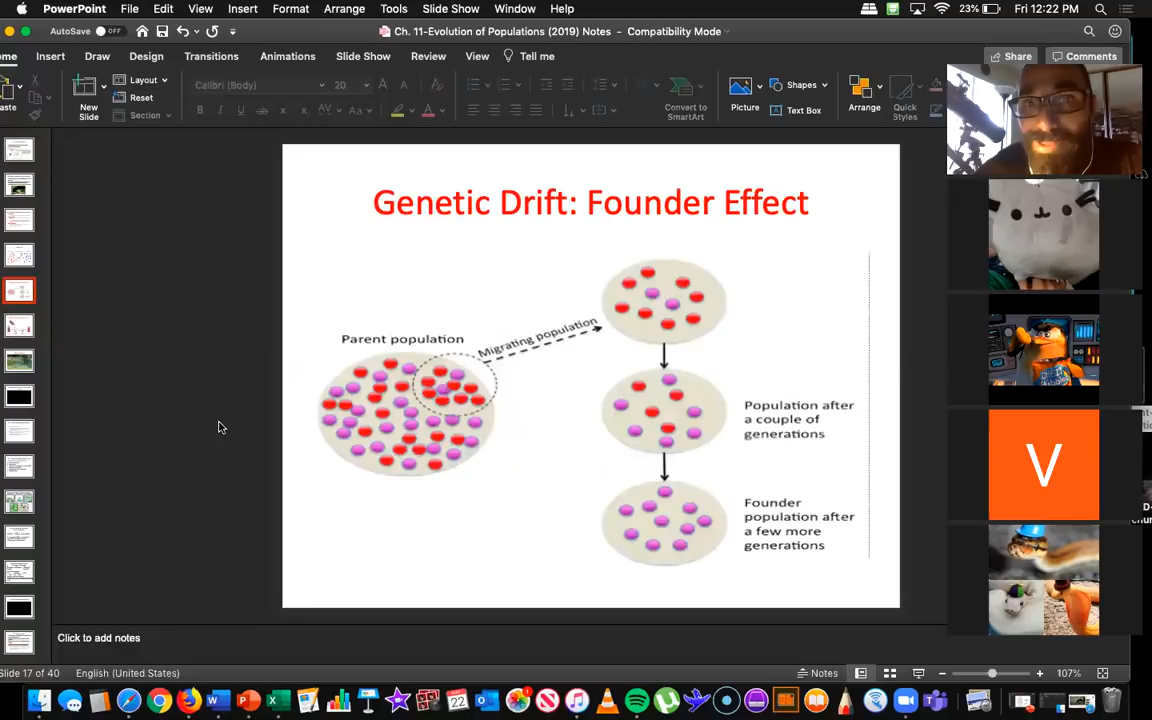 PowerPoint File Edit View Insert Format Arrange Tools Slide Show Window Help 23% Fri 12:22 PM
AutoSave OFF Ch. 11-Evolution of Populations (2019) Notes - Compatibility Mode
Insert Draw Design Transitions Animations Slide Show Review View Tell me Share Comments
New Slide Layout Reset Section Calibri (Body) 20 Convert to SmartArt Picture Shapes Text Box Arrange Quick Styles
Genetic Drift: Founder Effect
Parent population
Migrating population
Population after
a couple of
generations
Founder
population after
a few more
generations
V
Click to add notes
Slide 17 of 40 English (United States) Notes 107%
22